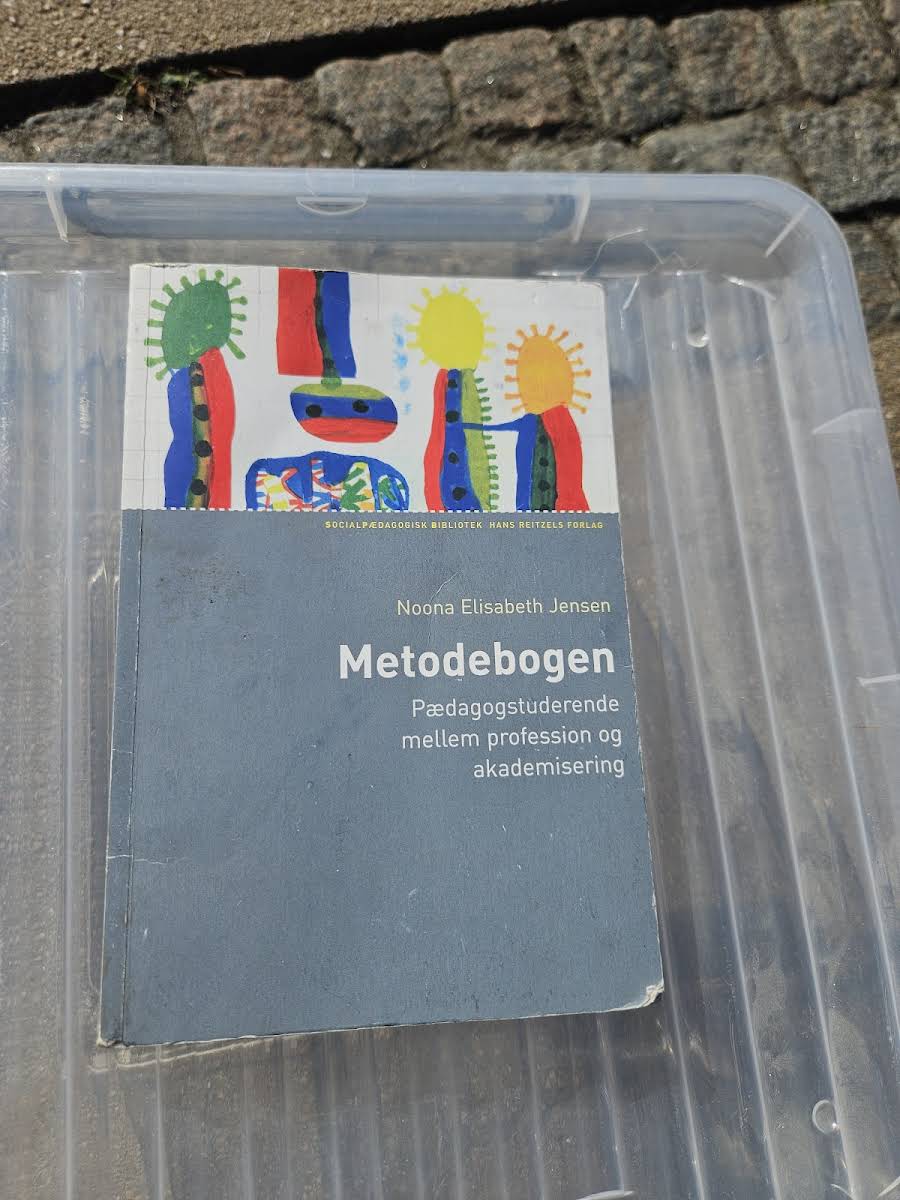 SOCIALPÆDAGOGISK BIBLIOTEK HANS REITZELS FORLAG
Noona Elisabeth Jensen
Metodebogen
Pædagogstuderende
mellem profession og
akademisering